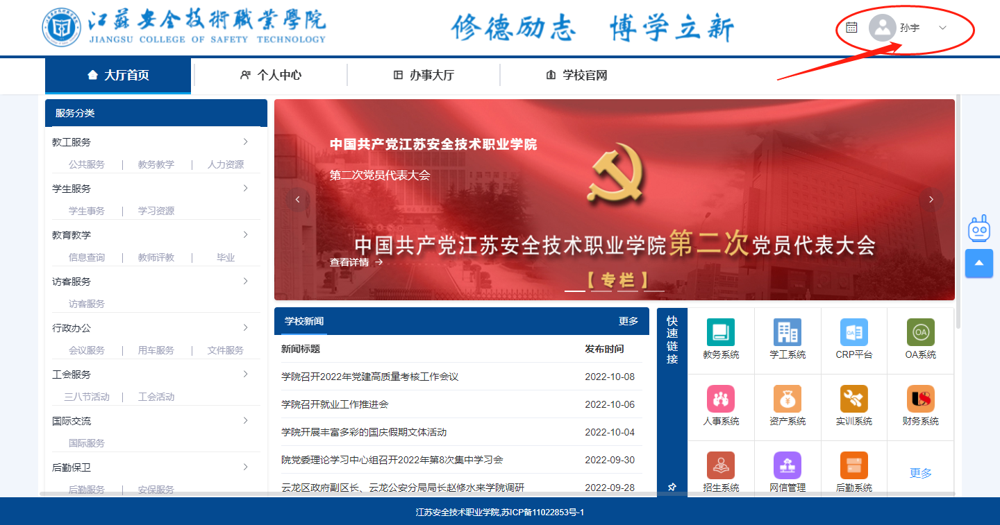 江苏安全技術職業學院
JIANGSU COLLEGE OF SAFETY TECHNOLOGY
修德励志 博学立新
孙宇
大厅首页 个人中心 办事大厅 学校官网
服务分类
教工服务
公共服务 | 教务教学 | 人力资源
学生服务
学生事务 | 学习资源
教育教学
信息查询 | 教师评教 | 毕业
访客服务
访客服务
行政办公
会议服务 | 用车服务 | 文件服务
工会服务
三八节活动 | 工会活动
国际交流
国际服务
后勤保卫
后勤服务 | 安保服务
中国共产党江苏安全技术职业学院
第二次党员代表大会
中国共产党江苏安全技术职业学院第二次党员代表大会
查看详情 →
【专栏】
学校新闻 更多
新闻标题 发布时间
学院召开2022年党建高质量考核工作会议 2022-10-08
学院召开就业工作推进会 2022-10-06
学院开展丰富多彩的国庆假期文体活动 2022-10-04
院党委理论学习中心组召开2022年第8次集中学习会 2022-09-30
云龙区政府副区长、云龙公安分局局长赵修水来学院调研 2022-09-28
快速链接
教务系统 学工系统 CRP平台 OA系统
人事系统 资产系统 实训系统 财务系统
招生系统 网信管理 后勤系统 更多
江苏安全技术职业学院,苏ICP备11022853号-1